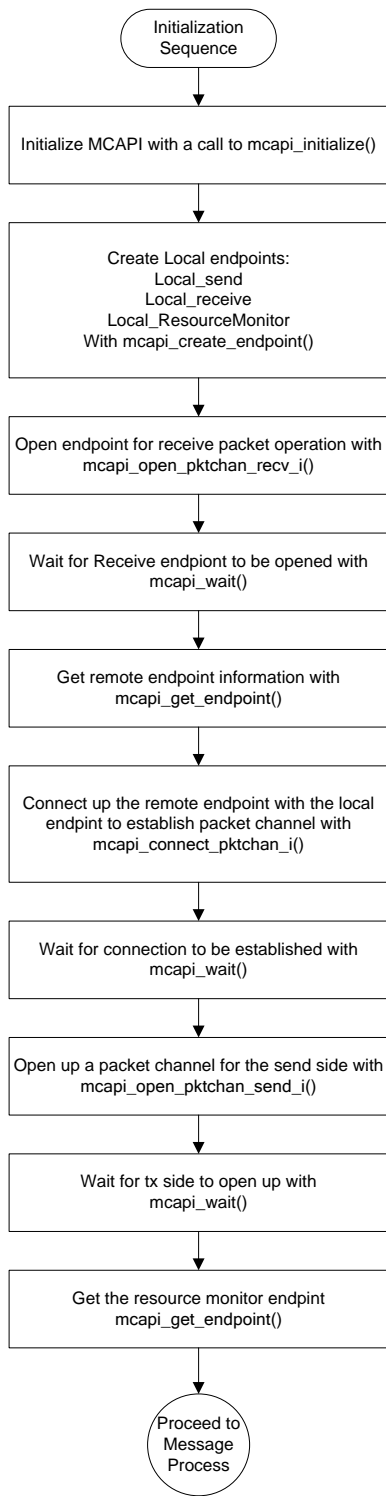 Initialization
Sequence
Initialize MCAPI with a call to mcapi_initialize()
Create Local endpoints:
Local_send
Local_receive
Local_ResourceMonitor
With mcapi_create_endpoint()
Open endpoint for receive packet operation with
mcapi_open_pktchan_recv_i()
Wait for Receive endpiont to be opened with
mcapi_wait()
Get remote endpoint information with
mcapi_get_endpoint()
Connect up the remote endpoint with the local
endpint to establish packet channel with
mcapi_connect_pktchan_i()
Wait for connection to be established with
mcapi_wait()
Open up a packet channel for the send side with
mcapi_open_pktchan_send_i()
Wait for tx side to open up with
mcapi_wait()
Get the resource monitor endpint
mcapi_get_endpoint()
Proceed to
Message
Process